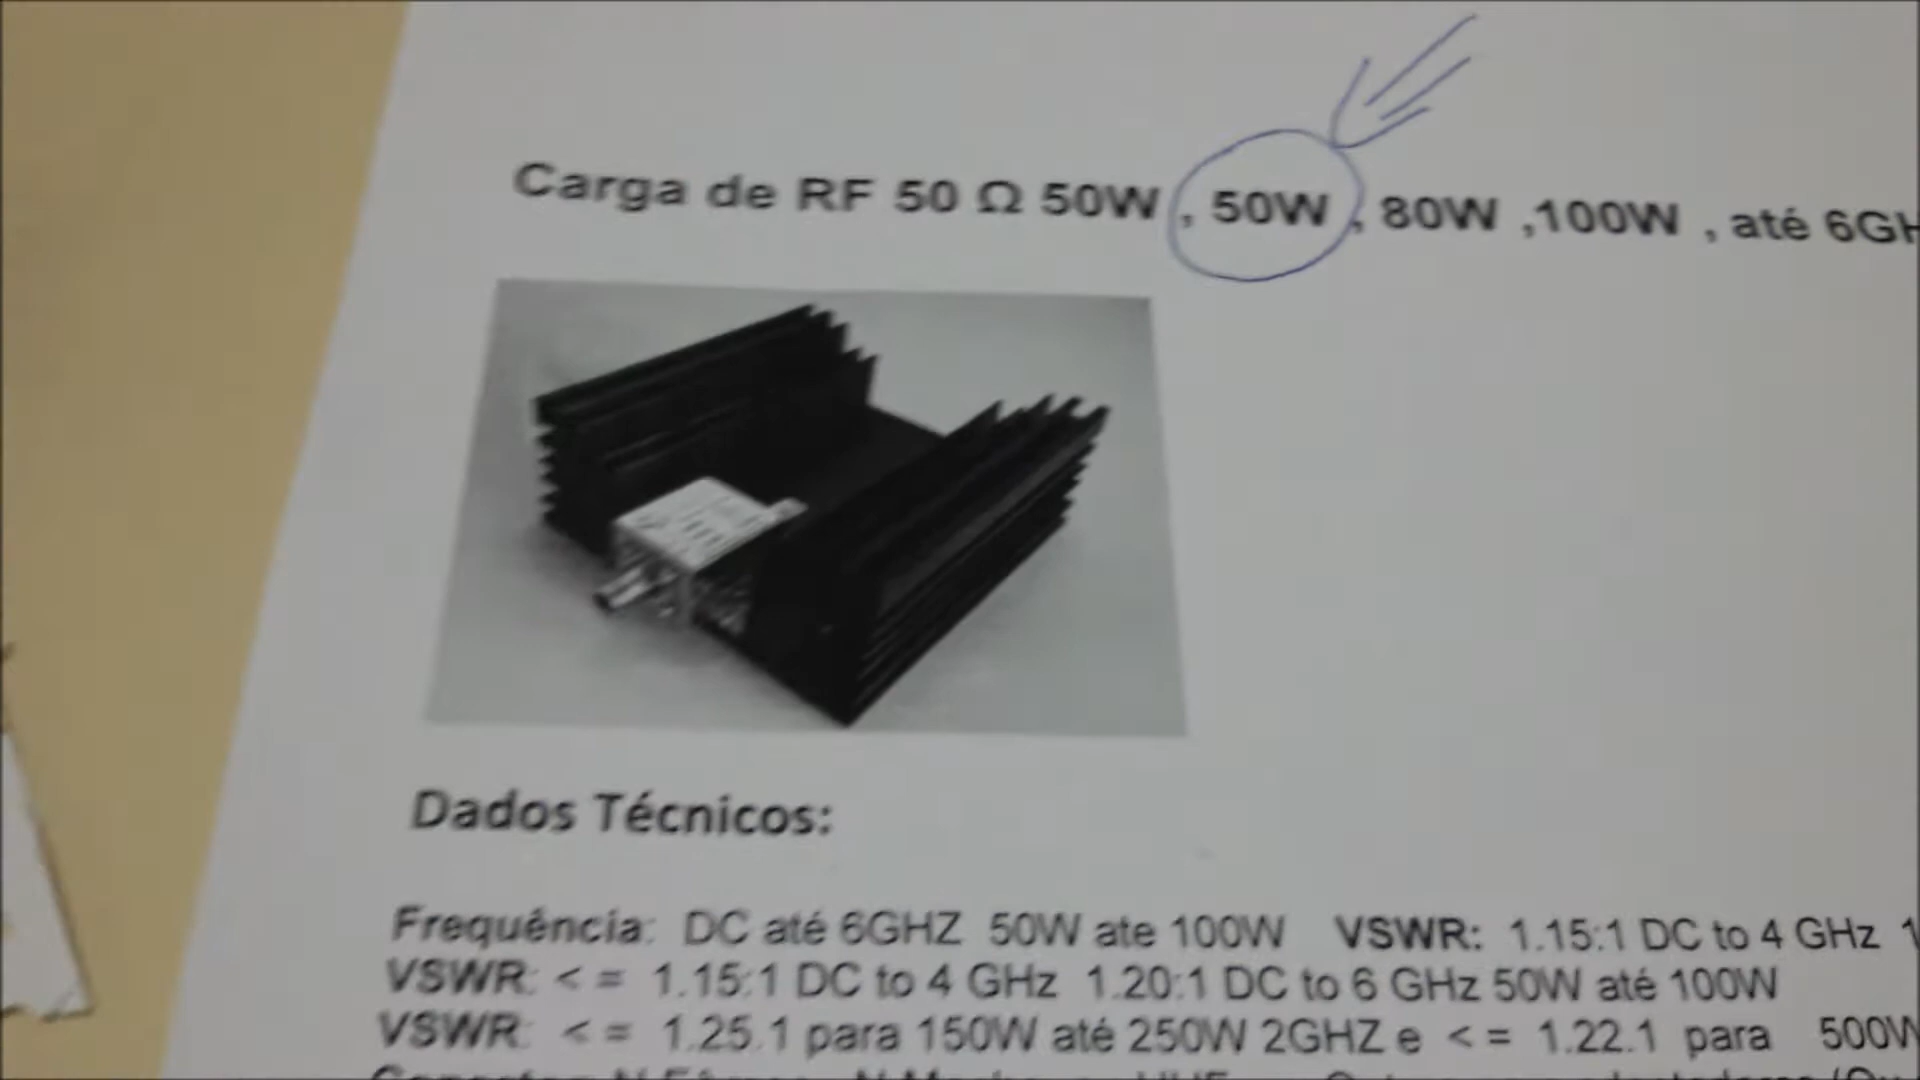 Carga de RF 50 Ω 50W , 50W , 80W ,100W , até 6GH
Dados Técnicos:
Frequência: DC até 6GHZ 50W ate 100W VSWR: 1.15:1 DC to 4 GHz 1
VSWR: < = 1.15:1 DC to 4 GHz 1.20:1 DC to 6 GHz 50W até 100W
VSWR: < = 1.25.1 para 150W até 250W 2GHZ e < = 1.22.1 para 500W